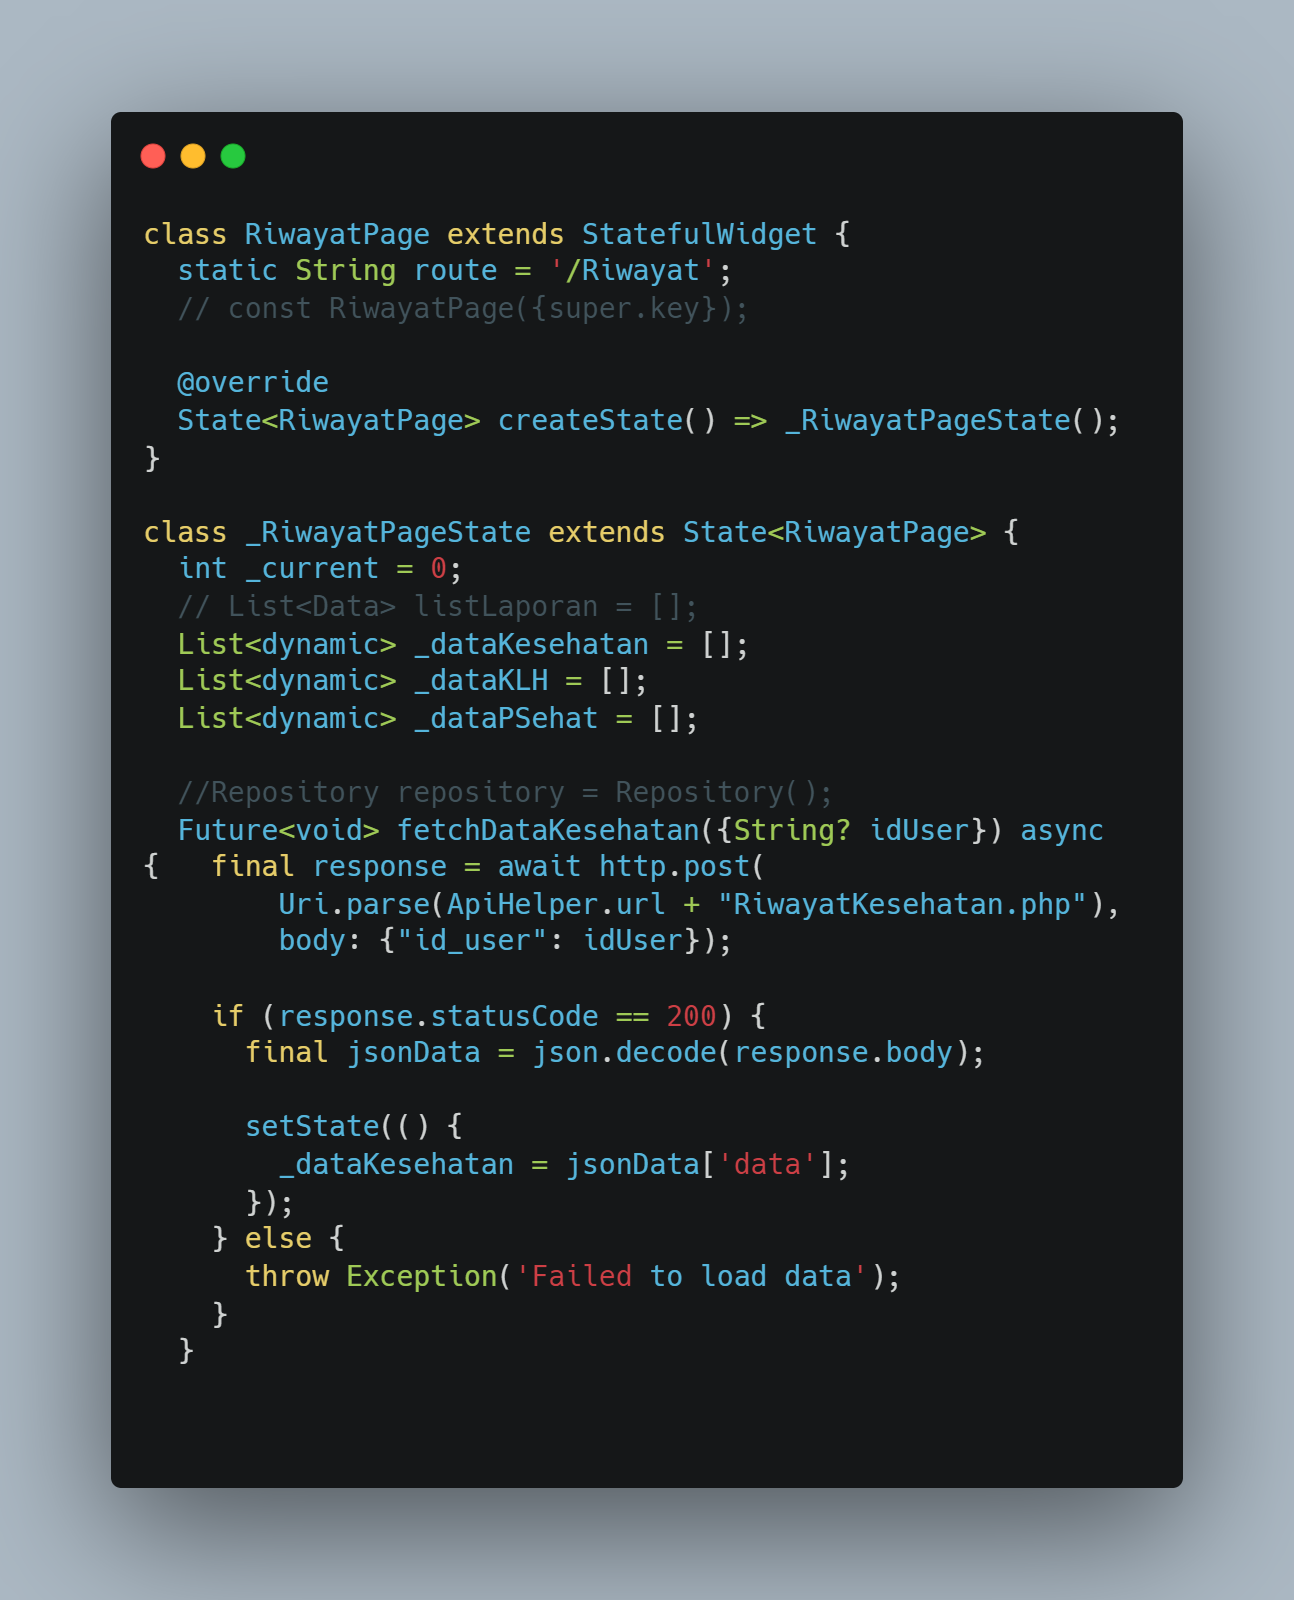 class RiwayatPage extends StatefulWidget {
  static String route = '/Riwayat';
  // const RiwayatPage({super.key});

  @override
  State<RiwayatPage> createState() => _RiwayatPageState();
}

class _RiwayatPageState extends State<RiwayatPage> {
  int _current = 0;
  // List<Data> listLaporan = [];
  List<dynamic> _dataKesehatan = [];
  List<dynamic> _dataKLH = [];
  List<dynamic> _dataPSehat = [];

  //Repository repository = Repository();
  Future<void> fetchDataKesehatan({String? idUser}) async
{   final response = await http.post(
        Uri.parse(ApiHelper.url + "RiwayatKesehatan.php"),
        body: {"id_user": idUser});

    if (response.statusCode == 200) {
      final jsonData = json.decode(response.body);

      setState(() {
        _dataKesehatan = jsonData['data'];
      });
    } else {
      throw Exception('Failed to load data');
    }
  }